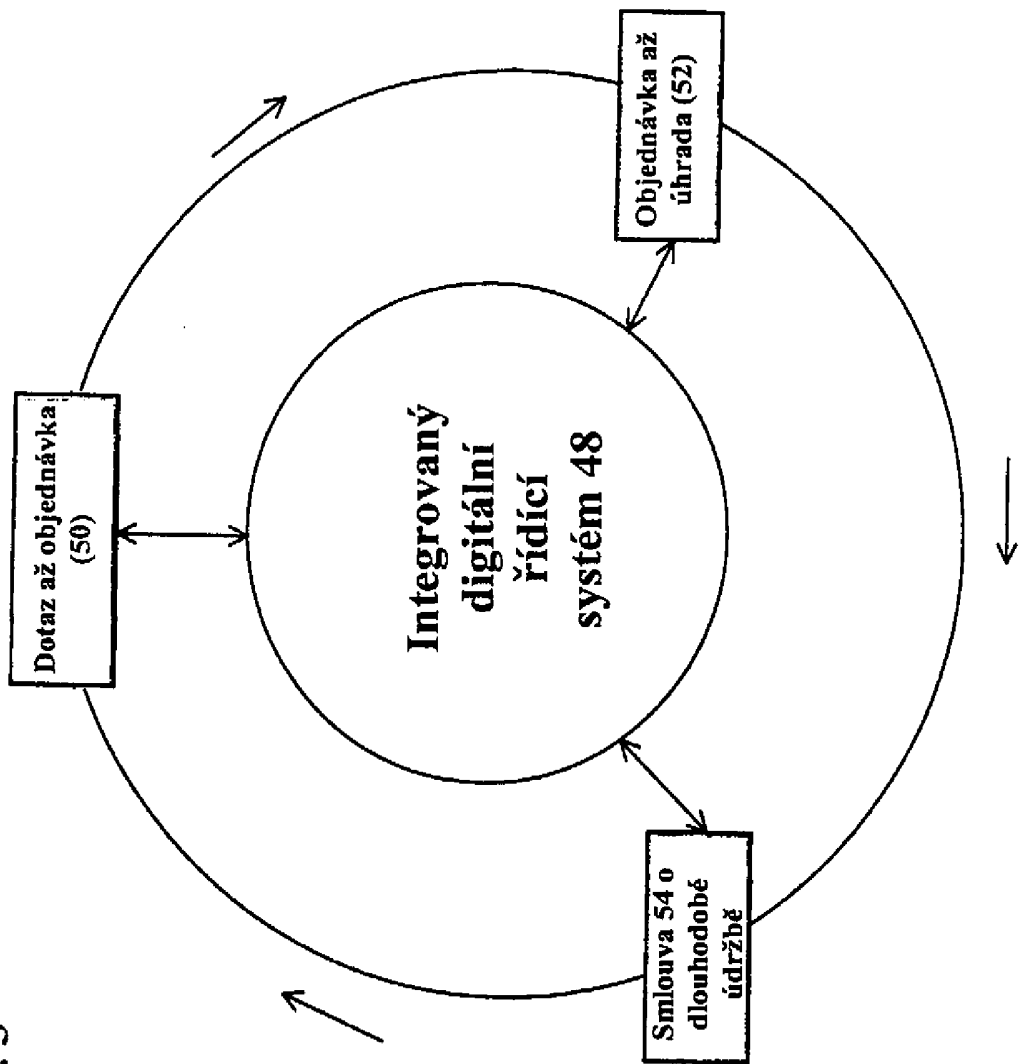 Dotaz až objednávka
(50)
Objednávka až
úhrada (52)
Integrovaný
digitální
řídící
systém 48
Smlouva 54 o
dlouhodobé
údržbě